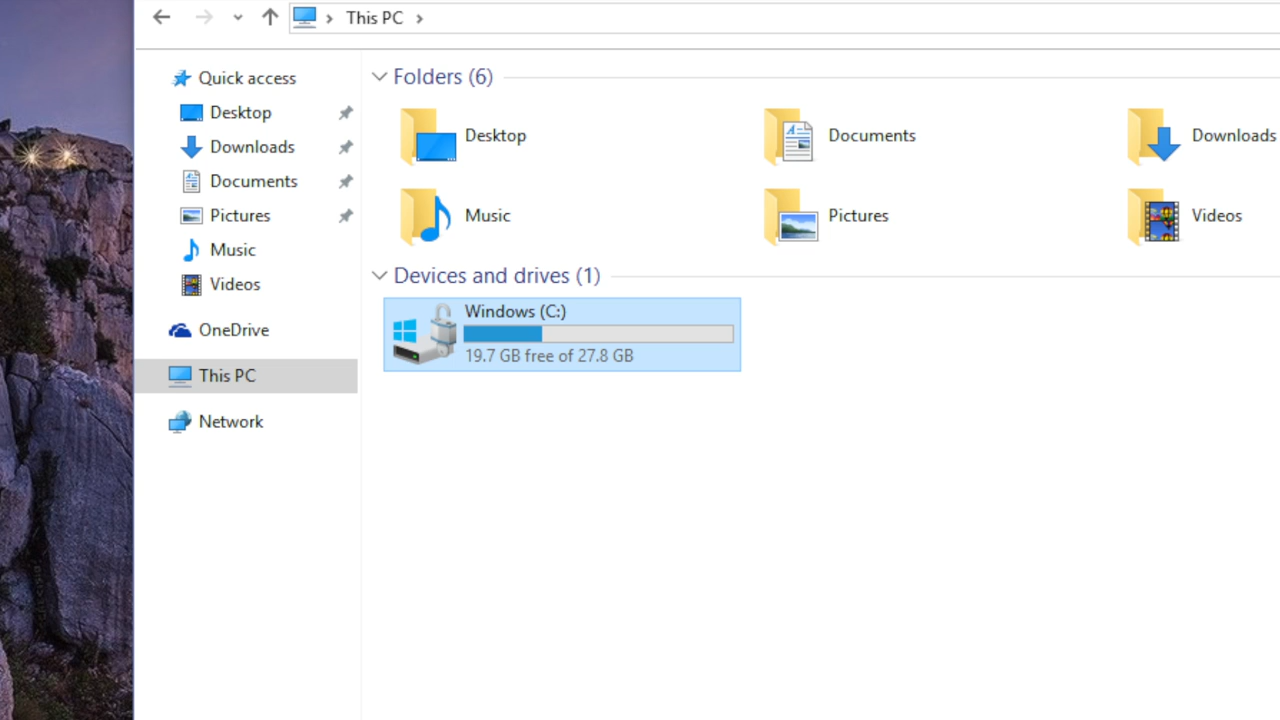 This PC
Quick access
Desktop
Downloads
Documents
Pictures
Music
Videos
OneDrive
This PC
Network
Folders (6)
Desktop
Documents
Downloads
Music
Pictures
Videos
Devices and drives (1)
Windows (C:)
19.7 GB free of 27.8 GB